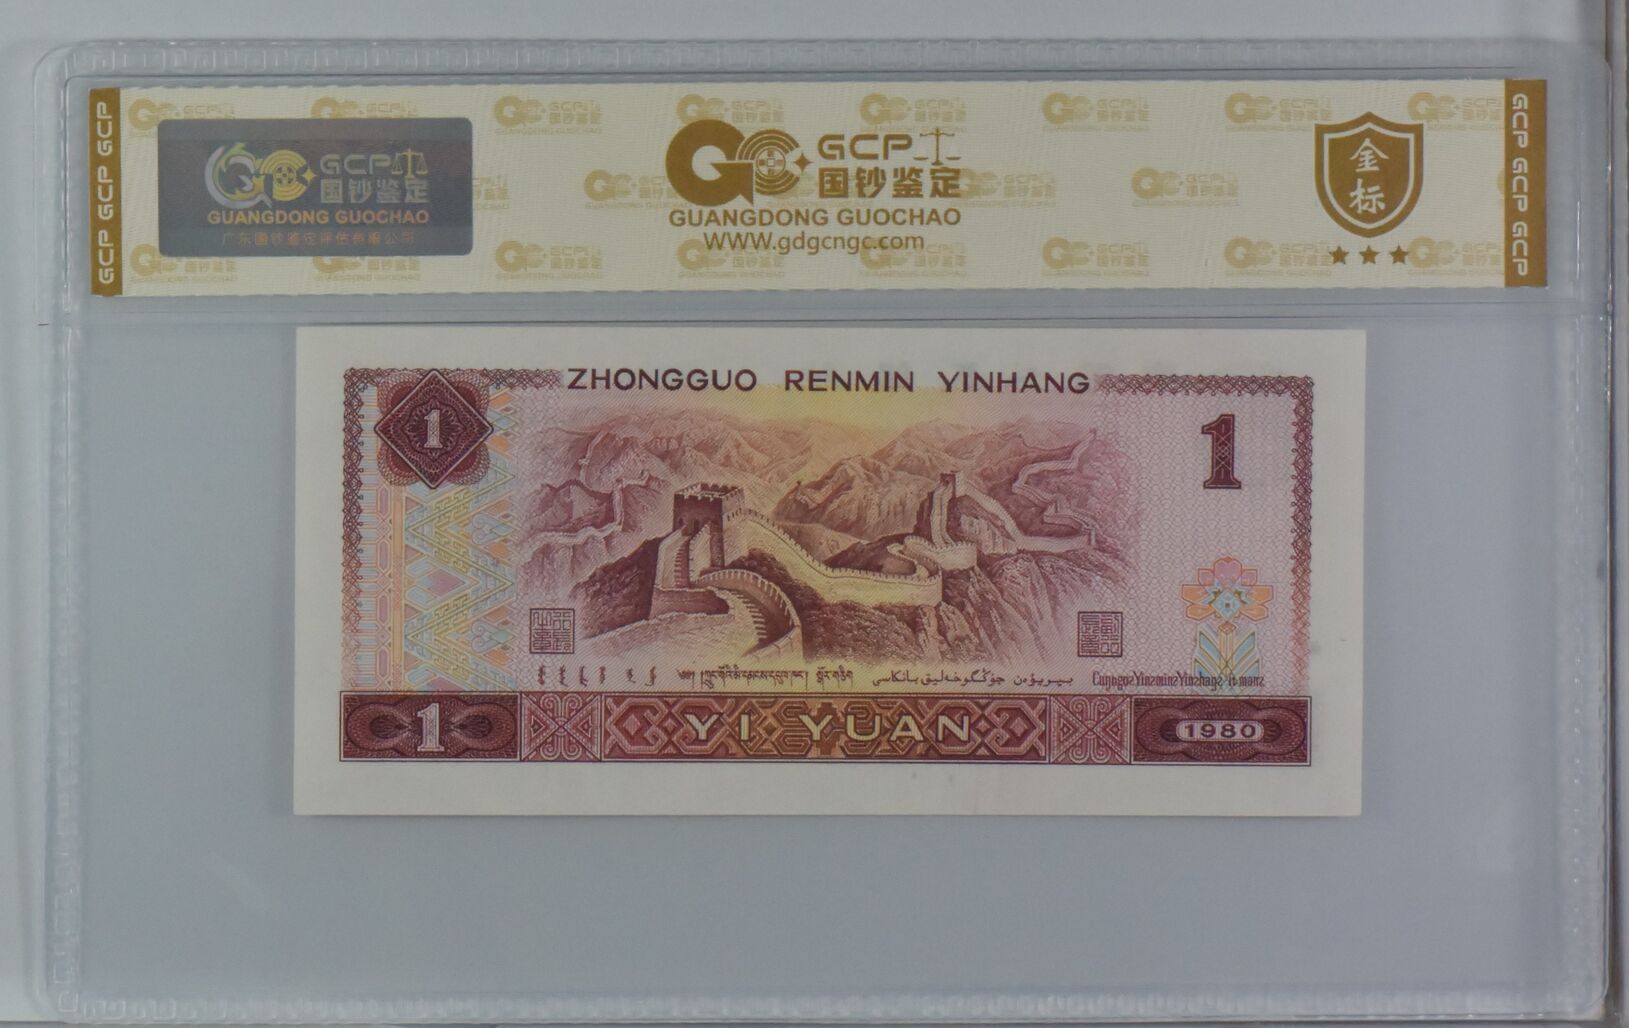 GCP GCP GCP
GCP
国钞鉴定
GUANGDONG GUOCHAO
广东国钞鉴定评估有限公司
GCP
国钞鉴定
GUANGDONG GUOCHAO
WWW.gdgcngc.com
金
标
GCP GCP GCP
ZHONGGUO RENMIN YINHANG
1
1
1
YI YUAN
1980